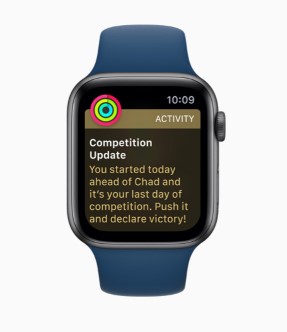 10:09
ACTIVITY
Competition
Update
You started today
ahead of Chad and
it's your last day of
competition. Push it
and declare victory!